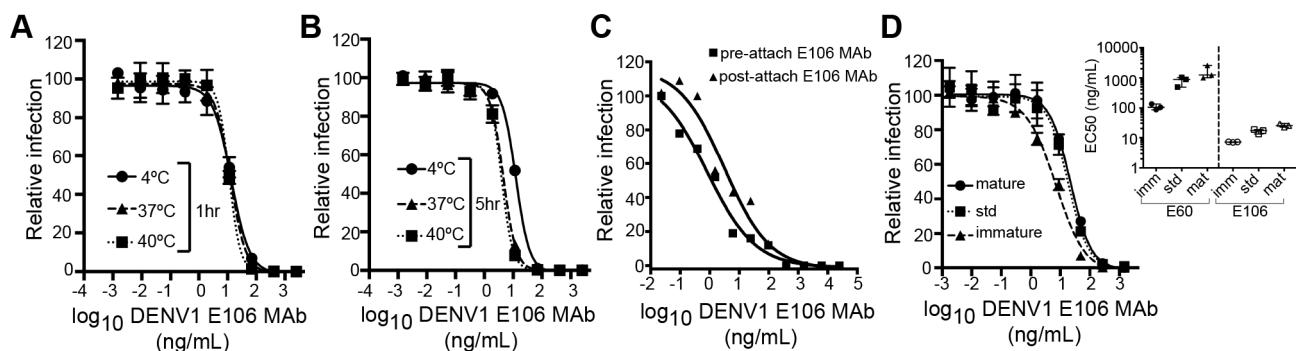 A
Relative infection
120
100
80
60
40
20
0
4ºC
37ºC
40ºC
1hr
-4 -3 -2 -1 0 1 2 3
log10 DENV1 E106 MAb
(ng/mL)
B
Relative infection
120
100
80
60
40
20
0
4ºC
37ºC
40ºC
5hr
-4 -3 -2 -1 0 1 2 3 4
log10 DENV1 E106 MAb
(ng/mL)
C
pre-attach E106 MAb
post-attach E106 MAb
Relative infection
120
100
80
60
40
20
0
-2 -1 0 1 2 3 4 5
log10 DENV1 E106 MAb
(ng/mL)
D
Relative infection
120
100
80
60
40
20
0
mature
std
immature
-4 -3 -2 -1 0 1 2 3
log10 DENV1 E106 MAb
(ng/mL)
EC50 (ng/mL)
10000
1000
100
10
1
imm std mat imm std mat
E60 E106